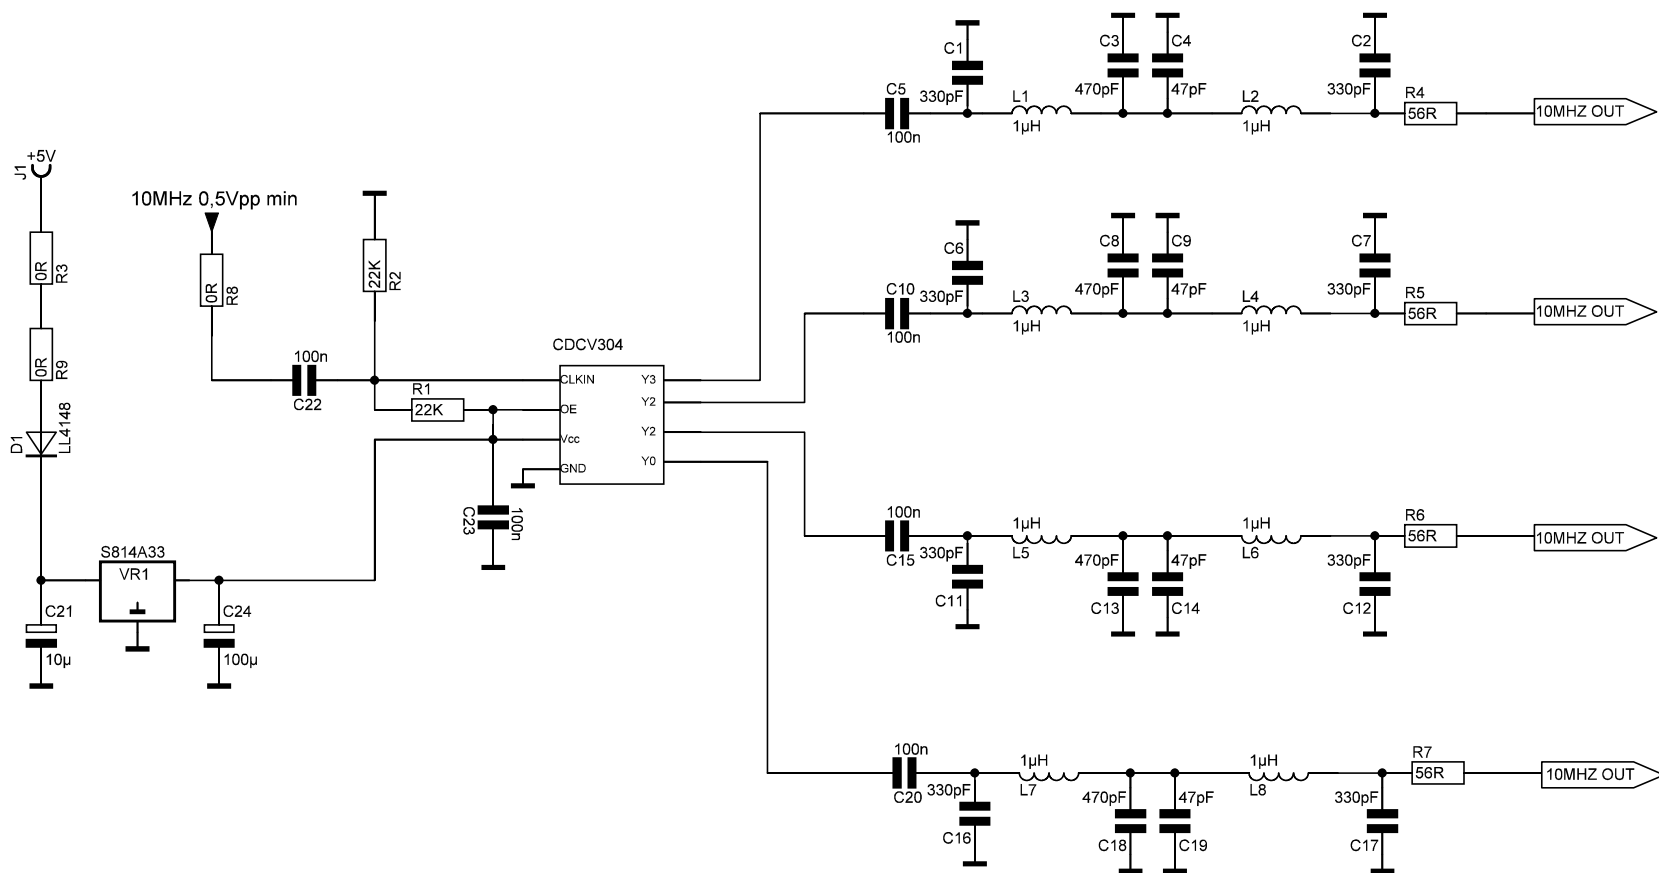 +5V
J1
0R
R3
0R
R9
D1
LL4148
C21
10µ
S814A33
VR1
C24
100µ
10MHz 0,5Vpp min
0R
R8
100n
C22
22K
R2
R1
22K
C23
100n
CDCV304
CLKIN
OE
Vcc
GND
Y3
Y2
Y2
Y0
C5
100n
C1
330pF
L1
1µH
C3
470pF
C4
47pF
L2
1µH
C2
330pF
R4
56R
10MHZ OUT
C10
100n
C6
330pF
L3
1µH
C8
470pF
C9
47pF
L4
1µH
C7
330pF
R5
56R
10MHZ OUT
100n
C15
330pF
C11
1µH
L5
470pF
C13
47pF
C14
1µH
L6
330pF
C12
R6
56R
10MHZ OUT
100n
C20
330pF
C16
1µH
L7
470pF
C18
47pF
C19
1µH
L8
330pF
C17
R7
56R
10MHZ OUT